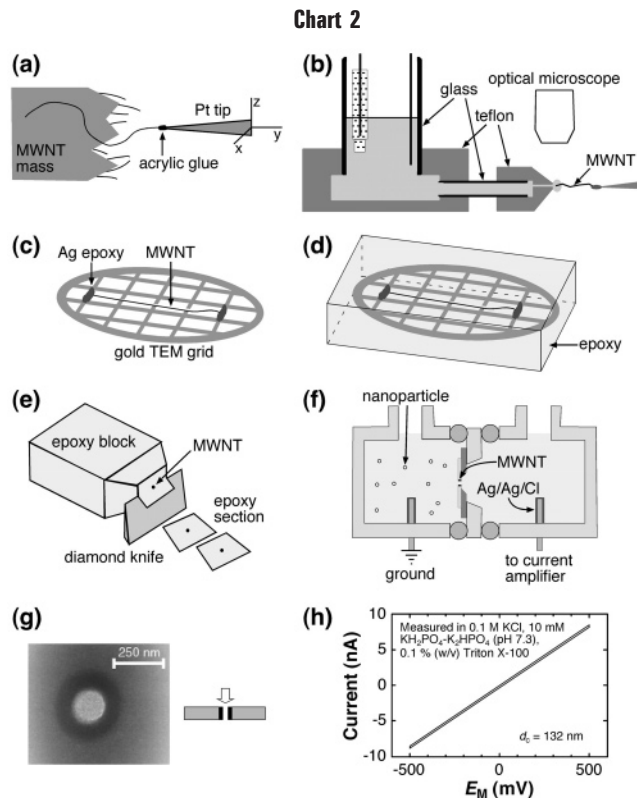 Chart 2
(a)
Pt tip
z
y
x
MWNT
mass
acrylic glue
(b)
optical microscope
glass
teflon
MWNT
(c)
Ag epoxy
MWNT
gold TEM grid
(d)
epoxy
(e)
epoxy block
MWNT
epoxy
section
diamond knife
(f)
nanoparticle
MWNT
Ag/Ag/Cl
ground
to current
amplifier
(g)
250 nm
(h)
Measured in 0.1 M KCl, 10 mM
KH₂PO₄-K₂HPO₄ (pH 7.3),
0.1 % (w/v) Triton X-100
Current (nA)
10
5
0
-5
-10
d_c = 132 nm
-500
0
500
E_M (mV)